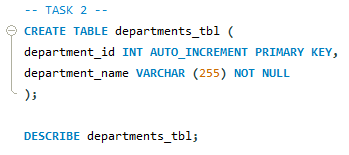 -- TASK 2 --
CREATE TABLE departments_tbl (
department_id INT AUTO_INCREMENT PRIMARY KEY,
department_name VARCHAR (255) NOT NULL
);
DESCRIBE departments_tbl;